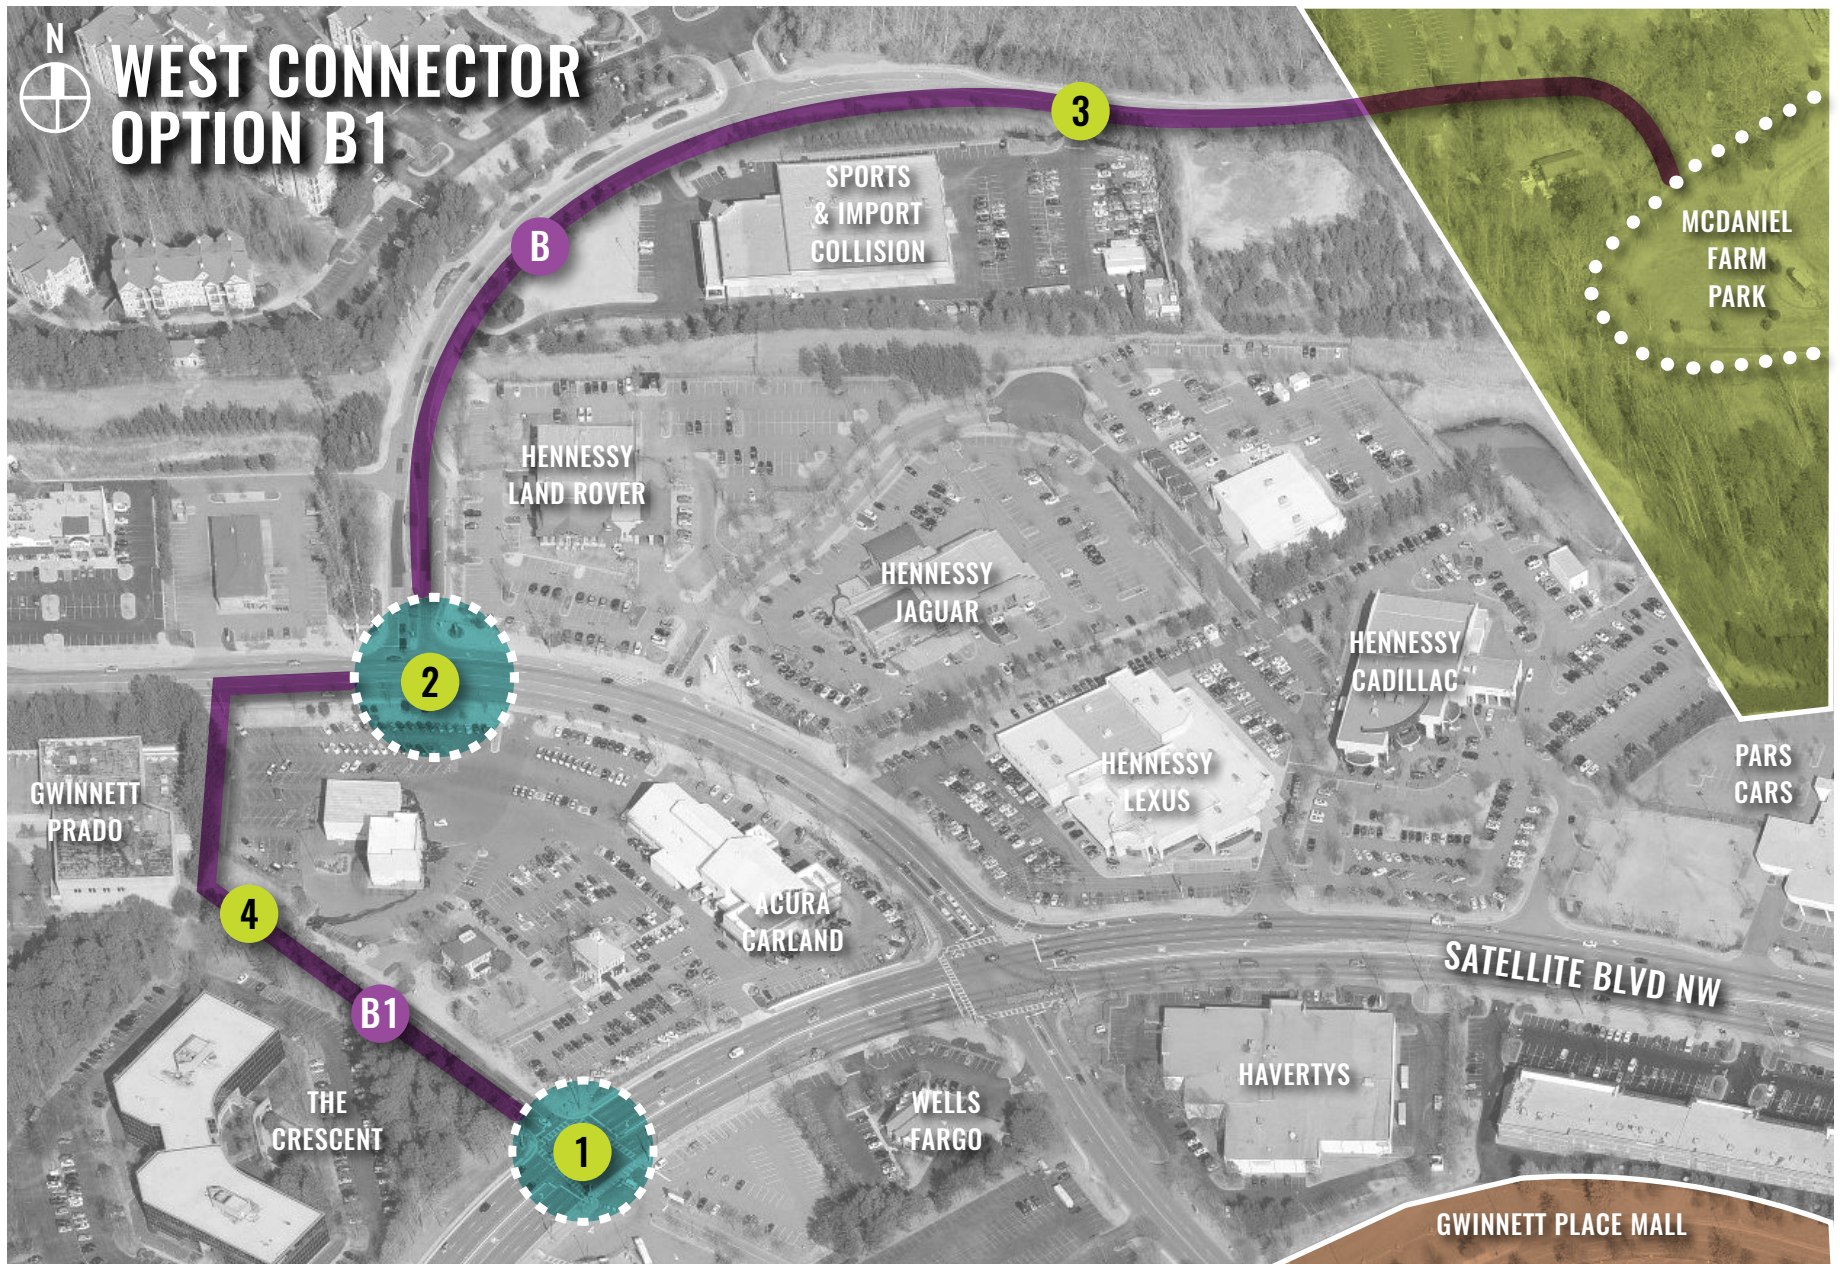 N
WEST CONNECTOR
OPTION B1
3
SPORTS
& IMPORT
COLLISION
B
MCDANIEL
FARM
PARK
HENNESSY
LAND ROVER
HENNESSY
JAGUAR
HENNESSY
CADILLAC
2
HENNESSY
LEXUS
PARS
CARS
GWINNETT
PRADO
4
ACURA
CARLAND
SATELLITE BLVD NW
B1
HAVERTYS
THE
CRESCENT
WELLS
FARGO
1
GWINNETT PLACE MALL